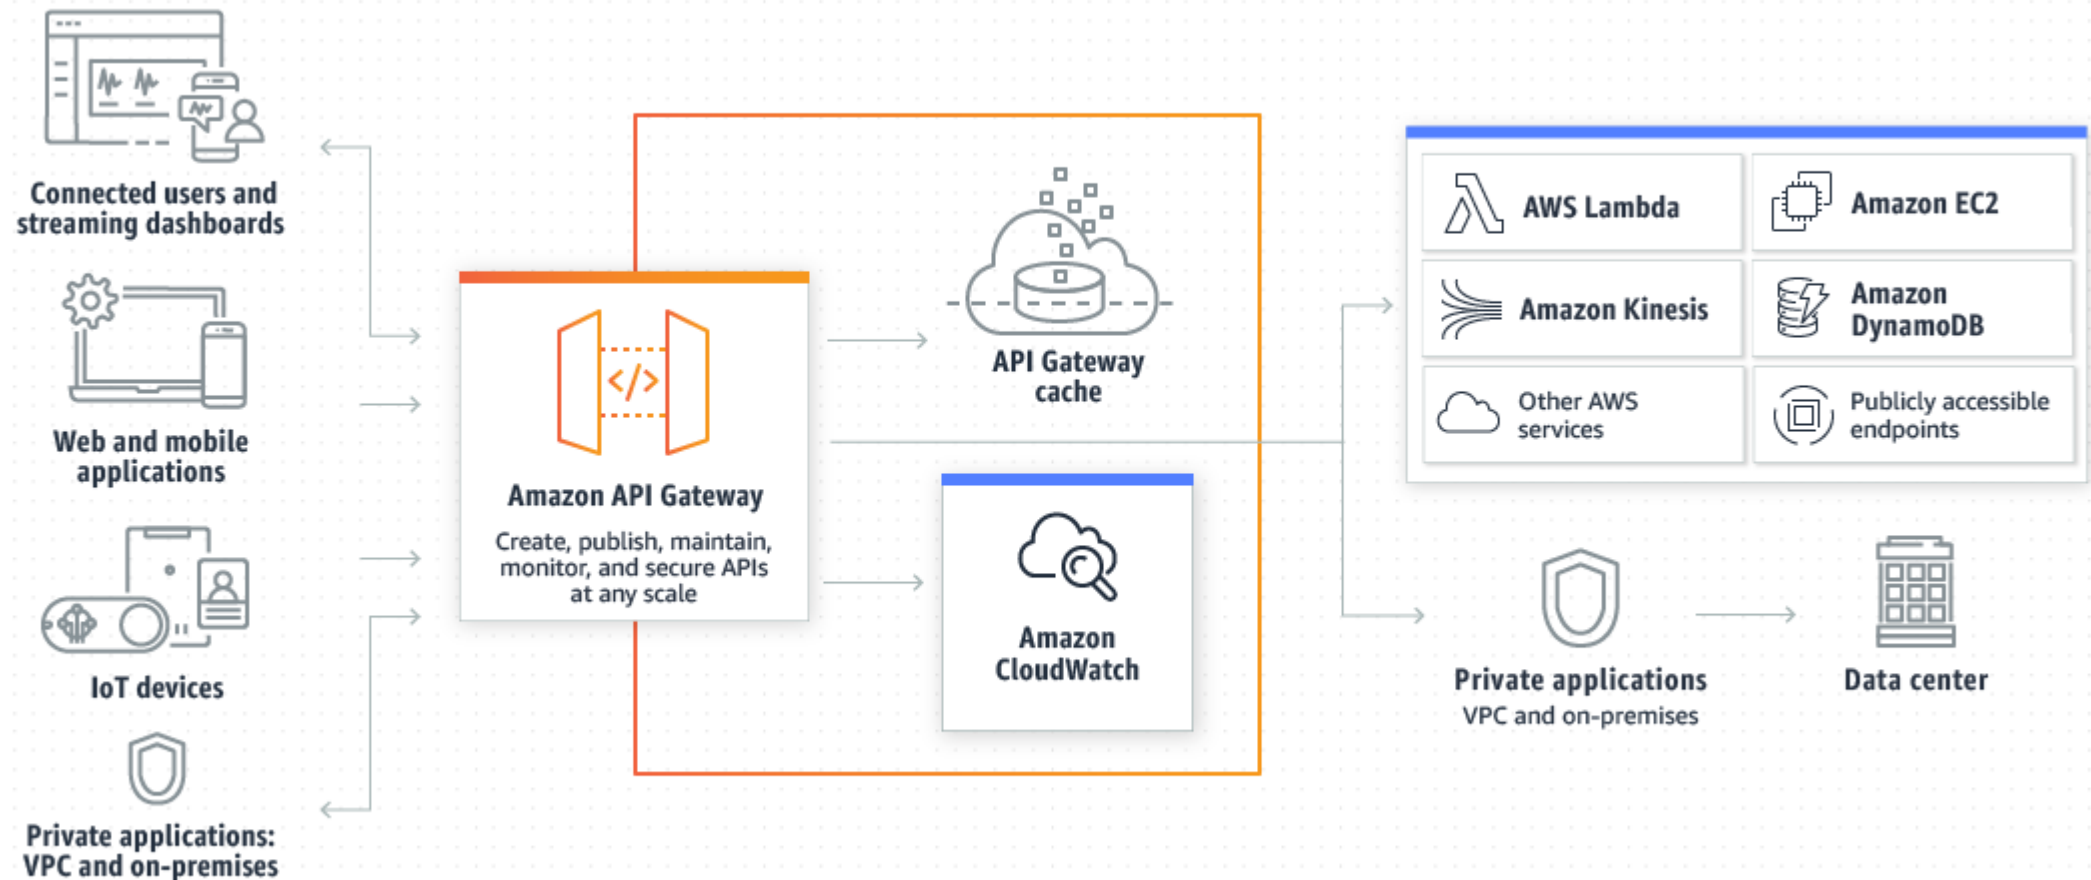 Connected users and
streaming dashboards
Web and mobile
applications
IoT devices
Private applications:
VPC and on-premises
</>
Amazon API Gateway
Create, publish, maintain,
monitor, and secure APIs
at any scale
API Gateway
cache
Amazon
CloudWatch
AWS Lambda
Amazon EC2
Amazon Kinesis
Amazon
DynamoDB
Other AWS
services
Publicly accessible
endpoints
Private applications
VPC and on-premises
Data center